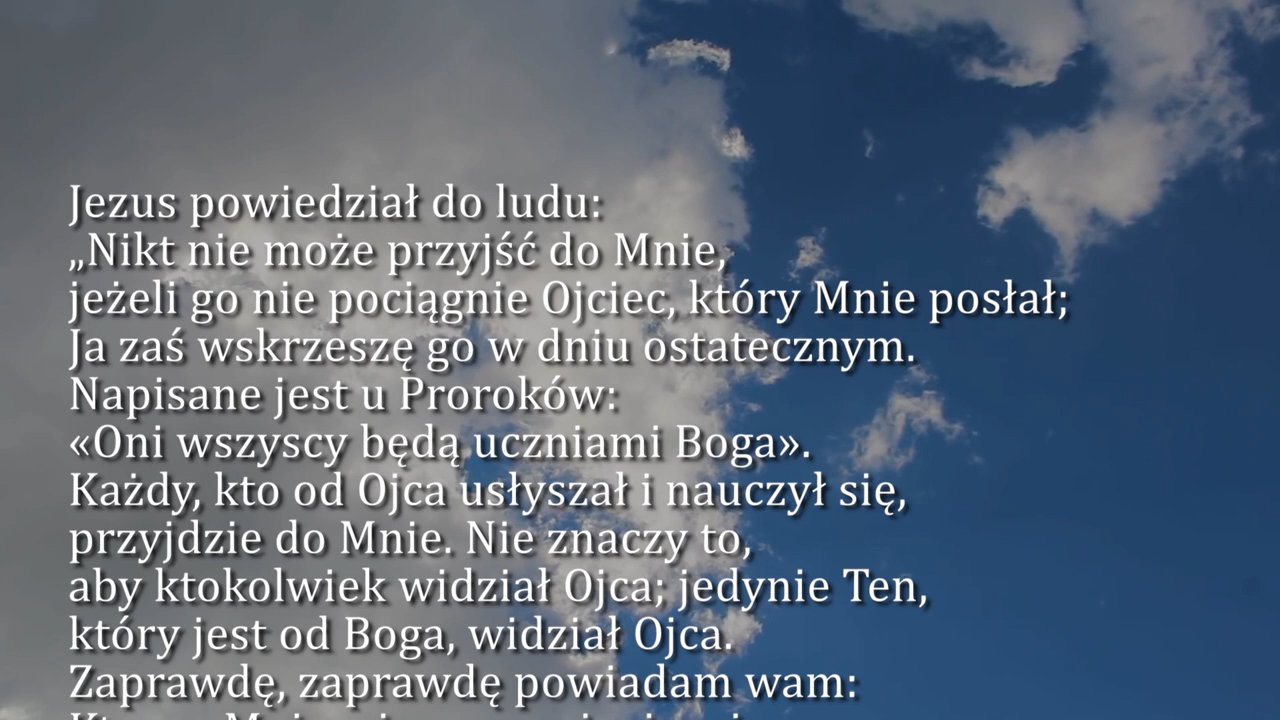 Jezus powiedział do ludu:
„Nikt nie może przyjść do Mnie,
jeżeli go nie pociągnie Ojciec, który Mnie posłał;
Ja zaś wskrzeszę go w dniu ostatecznym.
Napisane jest u Proroków:
«Oni wszyscy będą uczniami Boga».
Każdy, kto od Ojca usłyszał i nauczył się,
przyjdzie do Mnie. Nie znaczy to,
aby ktokolwiek widział Ojca; jedynie Ten,
który jest od Boga, widział Ojca.
Zaprawdę, zaprawdę powiadam wam: